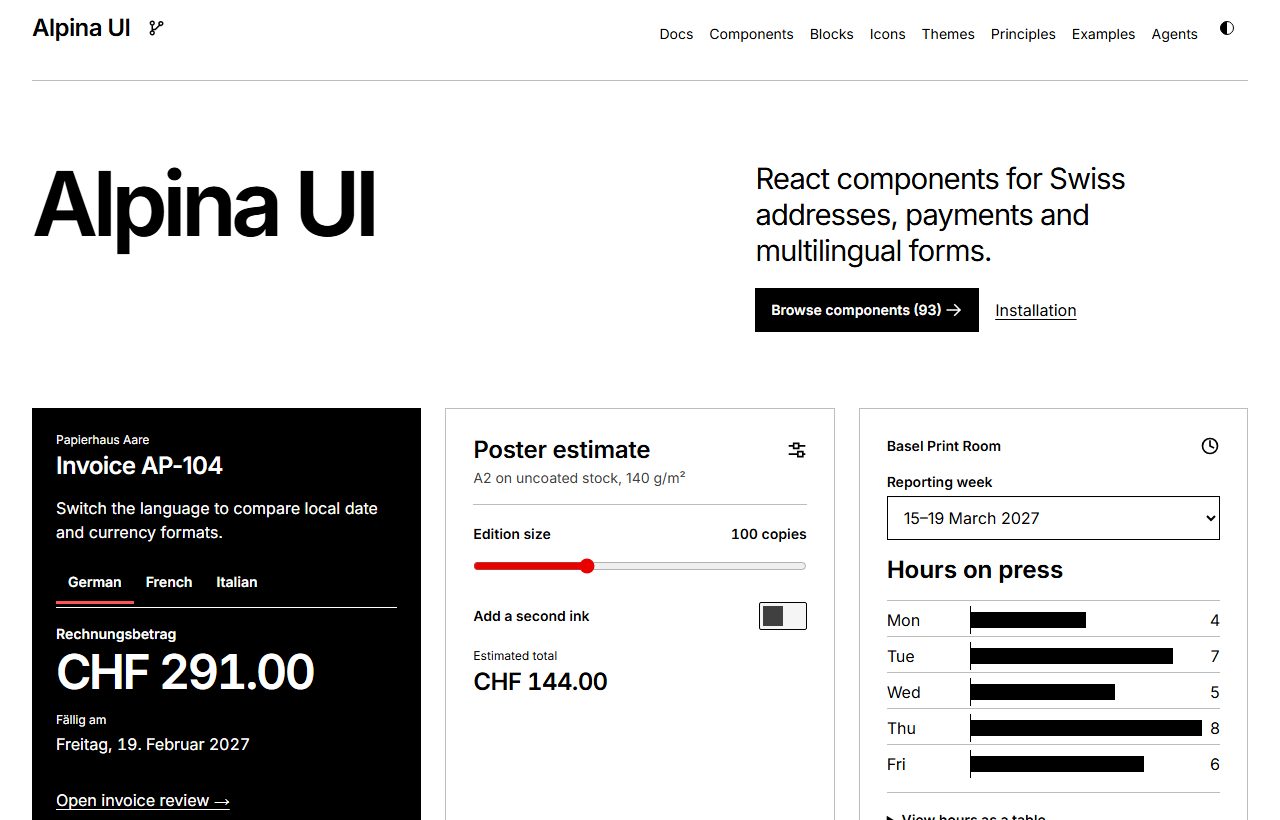 Alpina UI
Docs Components Blocks Icons Themes Principles Examples Agents
Alpina UI
React components for Swiss
addresses, payments and
multilingual forms.
Browse components (93) →
Installation
Papierhaus Aare
Invoice AP-104
Switch the language to compare local date
and currency formats.
German French Italian
Rechnungsbetrag
CHF 291.00
Fällig am
Freitag, 19. Februar 2027
Open invoice review →
Poster estimate
A2 on uncoated stock, 140 g/m²
Edition size 100 copies
Add a second ink
Estimated total
CHF 144.00
Basel Print Room
Reporting week
15–19 March 2027
Hours on press
Mon 4
Tue 7
Wed 5
Thu 8
Fri 6
View hours as a table